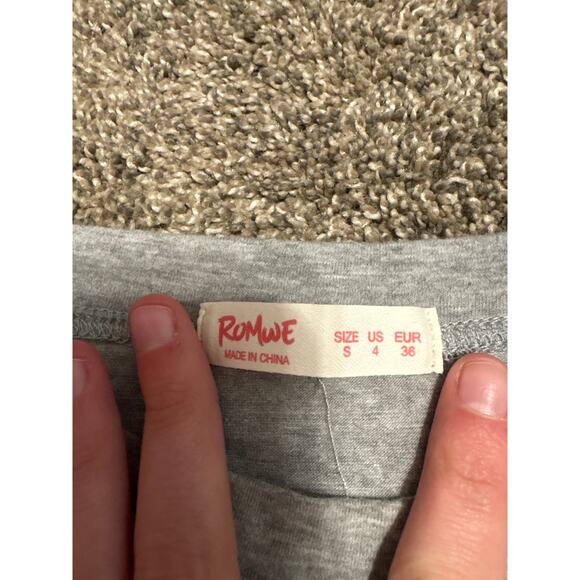 ROMWE
MADE IN CHINA
SIZE US EUR
S 4 36